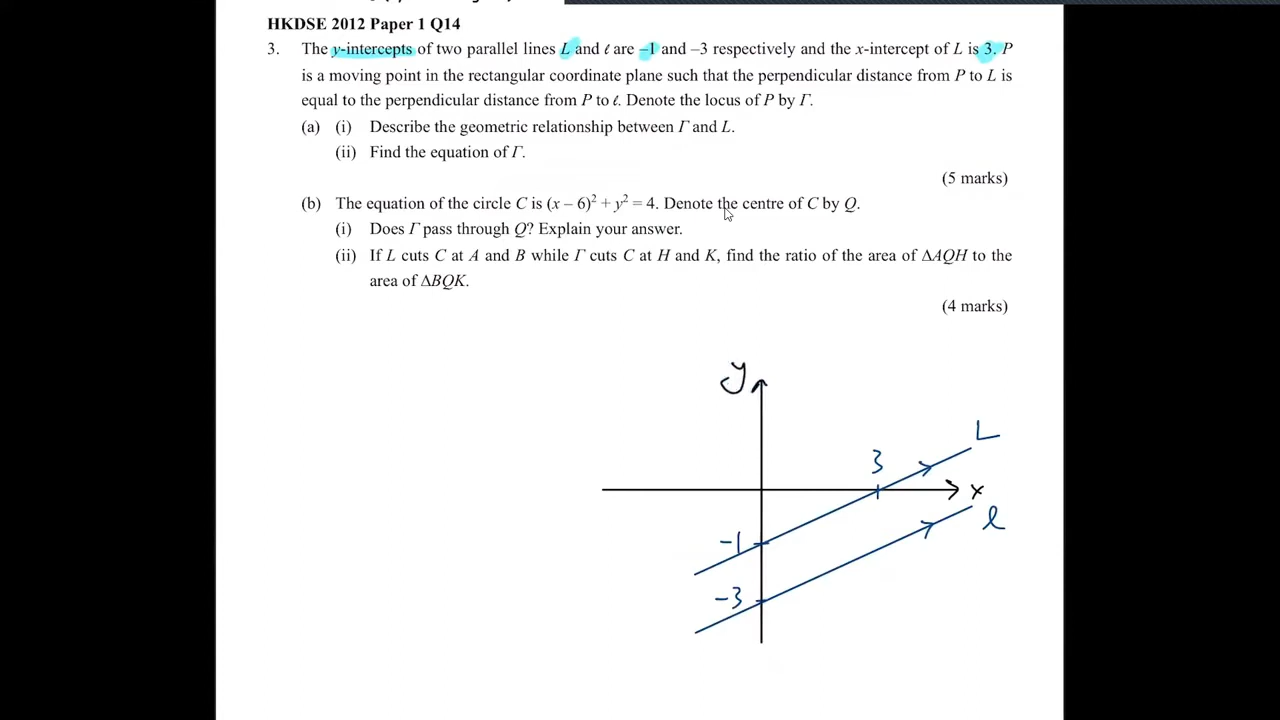 HKDSE 2012 Paper 1 Q14
3. The y-intercepts of two parallel lines L and ℓ are –1 and –3 respectively and the x-intercept of L is 3. P
is a moving point in the rectangular coordinate plane such that the perpendicular distance from P to L is
equal to the perpendicular distance from P to ℓ. Denote the locus of P by Γ.
(a) (i) Describe the geometric relationship between Γ and L.
(ii) Find the equation of Γ.
(5 marks)
(b) The equation of the circle C is (x – 6)² + y² = 4. Denote the centre of C by Q.
(i) Does Γ pass through Q? Explain your answer.
(ii) If L cuts C at A and B while Γ cuts C at H and K, find the ratio of the area of ΔAQH to the
area of ΔBQK.
(4 marks)
y
L
3
x
ℓ
-1
-3